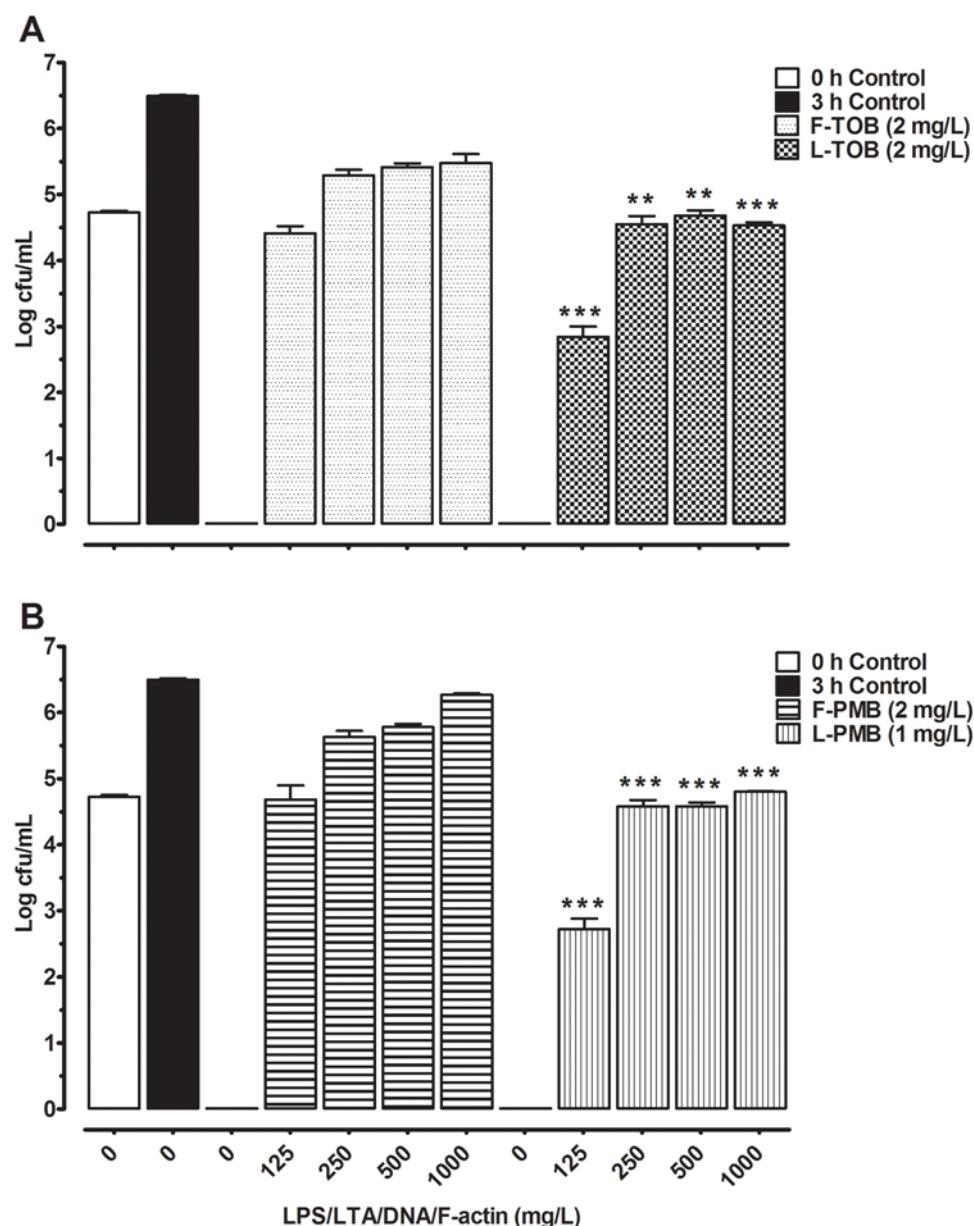 A
7
6
5
4
3
2
1
0
Log cfu/mL
0 h Control
3 h Control
F-TOB (2 mg/L)
L-TOB (2 mg/L)
*** ** ** ***
B
7
6
5
4
3
2
1
0
Log cfu/mL
0 h Control
3 h Control
F-PMB (2 mg/L)
L-PMB (1 mg/L)
*** *** *** ***
0 0 0 125 250 500 1000 0 125 250 500 1000
LPS/LTA/DNA/F-actin (mg/L)